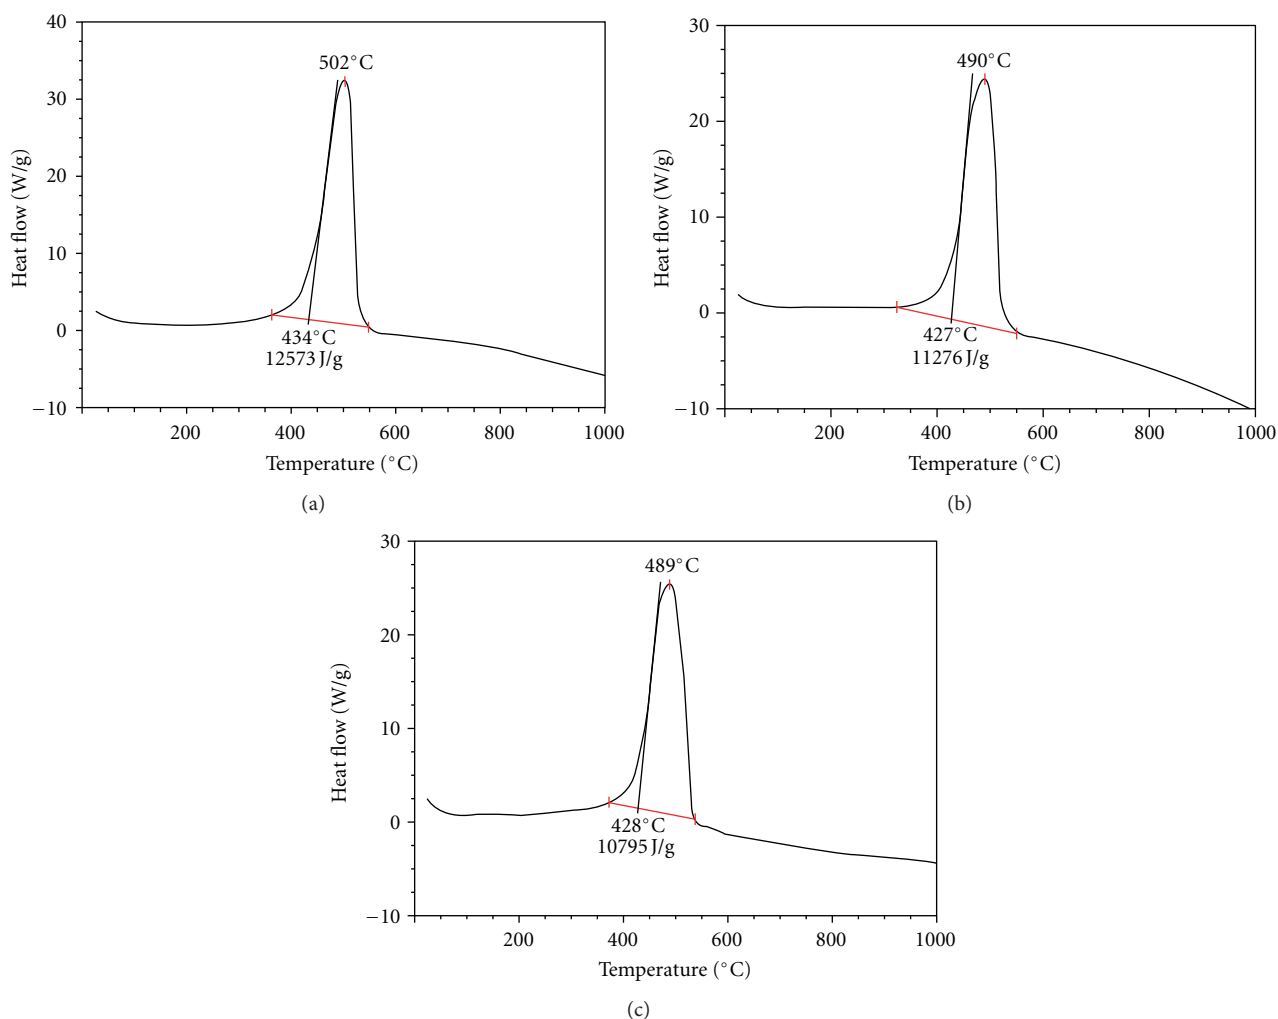 40
30
20
10
0
−10
Heat flow (W/g)
502°C
434°C
12573 J/g
200
400
600
800
1000
Temperature (°C)
(a)
30
20
10
0
−10
Heat flow (W/g)
490°C
427°C
11276 J/g
200
400
600
800
1000
Temperature (°C)
(b)
30
20
10
0
−10
Heat flow (W/g)
489°C
428°C
10795 J/g
200
400
600
800
1000
Temperature (°C)
(c)